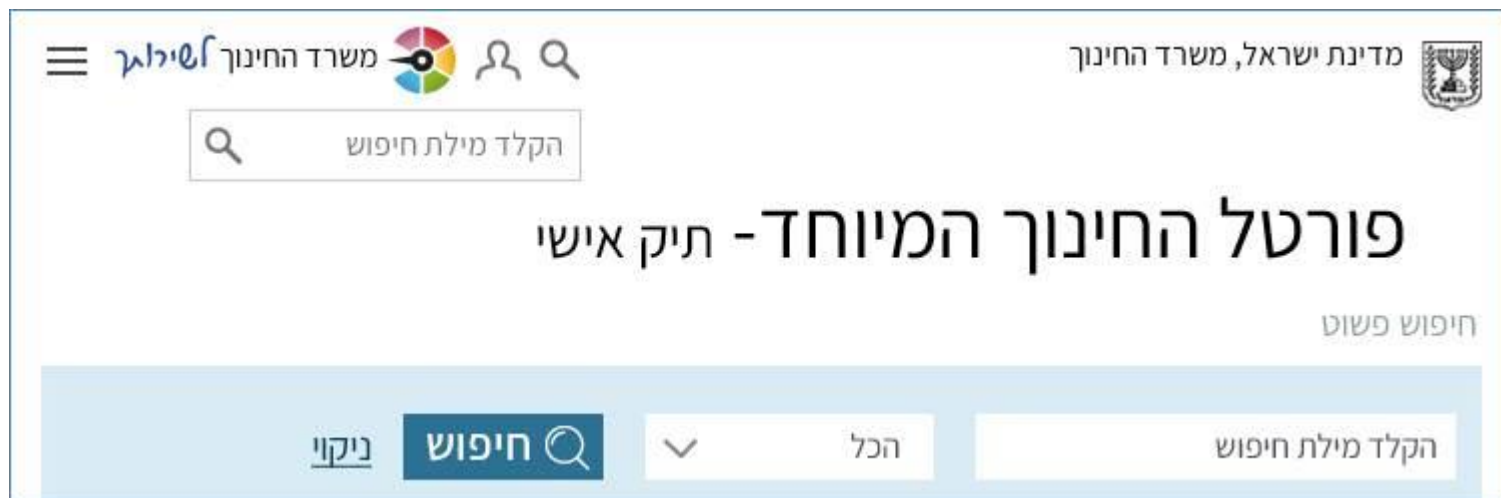 מדינת ישראל, משרד החינוך
משרד החינוך לשירותך
הקלד מילת חיפוש
פורטל החינוך המיוחד- תיק אישי
חיפוש פשוט
הקלד מילת חיפוש הכל חיפוש ניקוי